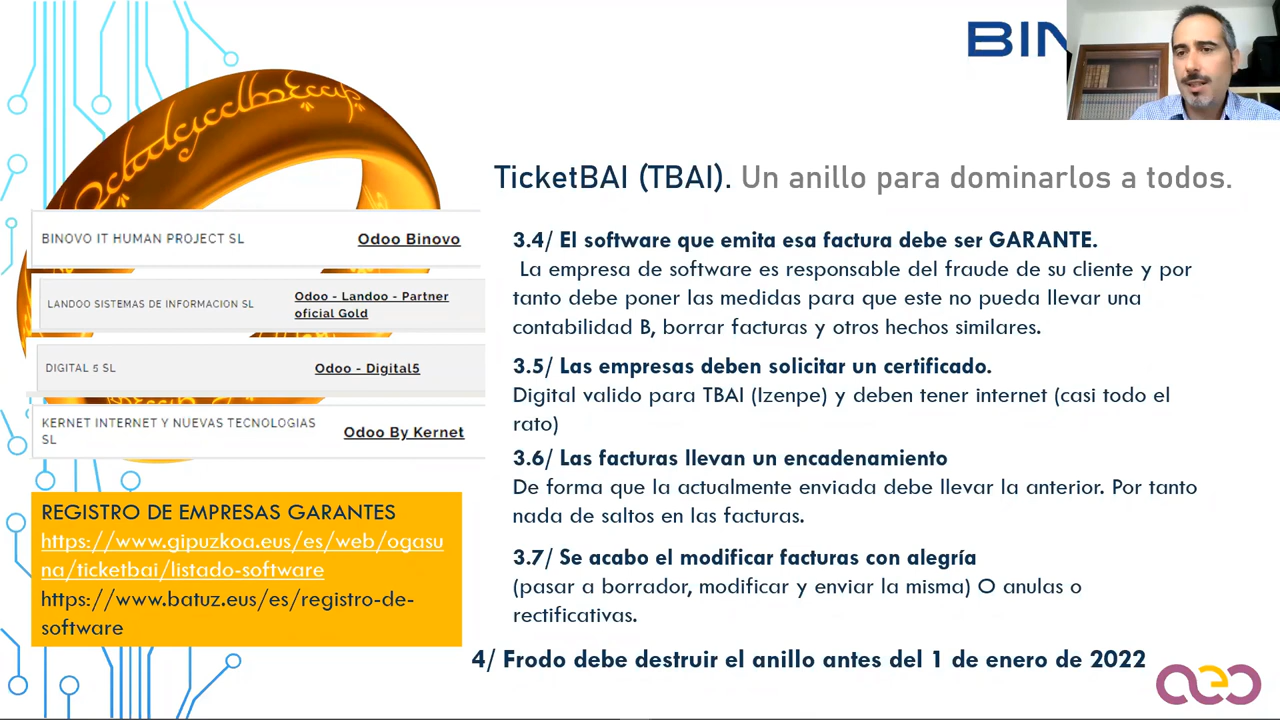 BIN
TicketBAI (TBAI). Un anillo para dominarlos a todos.
BINOVO IT HUMAN PROJECT SL
Odoo Binovo
LANDOO SISTEMAS DE INFORMACION SL
Odoo - Landoo - Partner
oficial Gold
DIGITAL 5 SL
Odoo - Digital5
KERNET INTERNET Y NUEVAS TECNOLOGIAS
SL
Odoo By Kernet
REGISTRO DE EMPRESAS GARANTES
https://www.gipuzkoa.eus/es/web/ogasu
na/ticketbai/listado-software
https://www.batuz.eus/es/registro-de-
software
3.4/ El software que emita esa factura debe ser GARANTE.
La empresa de software es responsable del fraude de su cliente y por
tanto debe poner las medidas para que este no pueda llevar una
contabilidad B, borrar facturas y otros hechos similares.
3.5/ Las empresas deben solicitar un certificado.
Digital valido para TBAI (Izenpe) y deben tener internet (casi todo el
rato)
3.6/ Las facturas llevan un encadenamiento
De forma que la actualmente enviada debe llevar la anterior. Por tanto
nada de saltos en las facturas.
3.7/ Se acabo el modificar facturas con alegría
(pasar a borrador, modificar y enviar la misma) O anulas o
rectificativas.
4/ Frodo debe destruir el anillo antes del 1 de enero de 2022
aeo